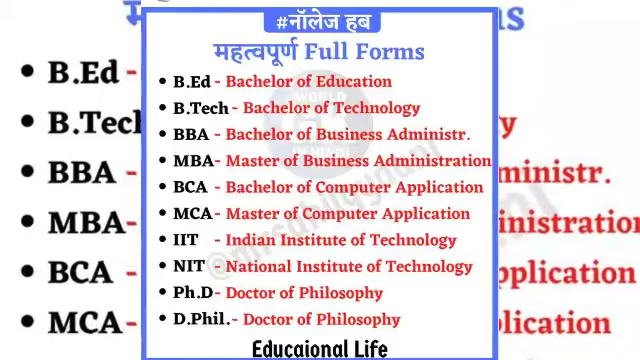 #नॉलेज हब
महत्वपूर्ण Full Forms
B.Ed - Bachelor of Education
B.Tech - Bachelor of Technology
BBA - Bachelor of Business Administr.
MBA - Master of Business Administration
BCA - Bachelor of Computer Application
MCA - Master of Computer Application
IIT - Indian Institute of Technology
NIT - National Institute of Technology
Ph.D - Doctor of Philosophy
D.Phil. - Doctor of Philosophy
Educaional Life